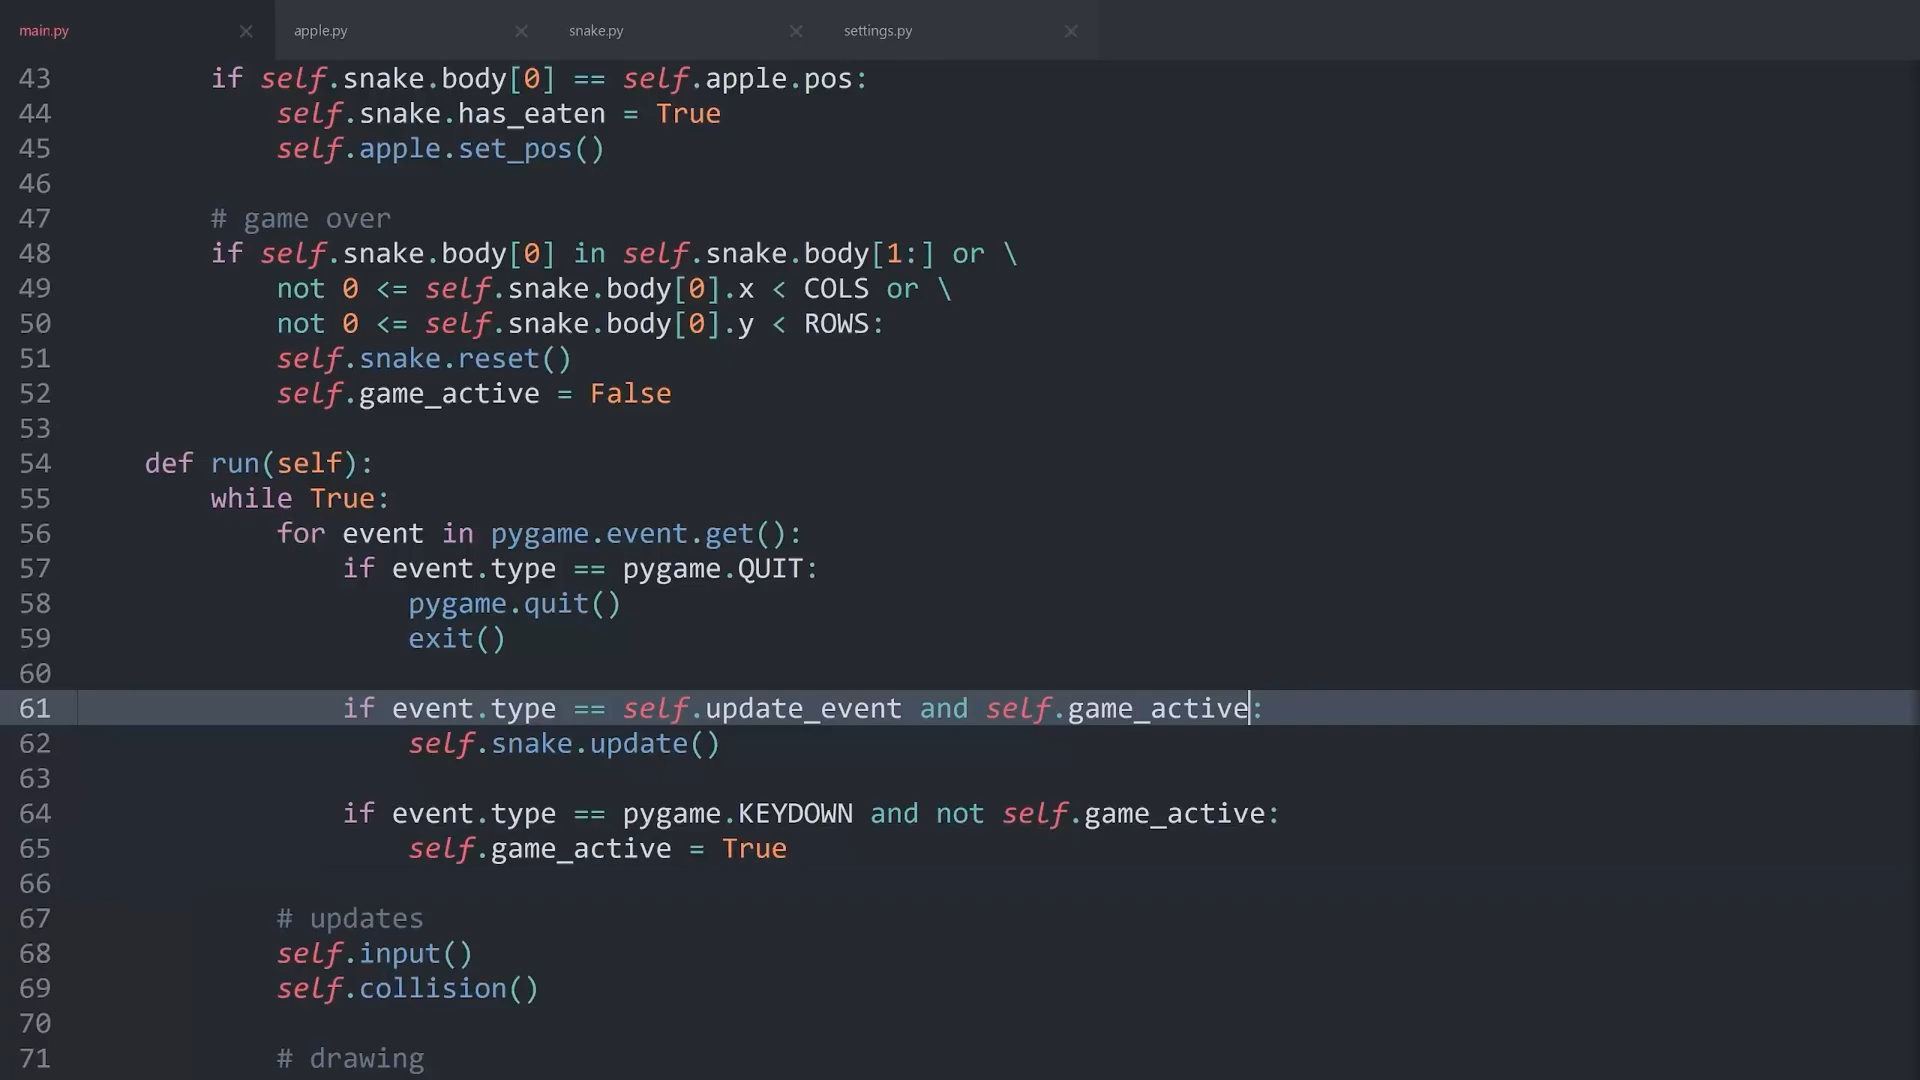 main.py apple.py snake.py settings.py
43 if self.snake.body[0] == self.apple.pos:
44 self.snake.has_eaten = True
45 self.apple.set_pos()
46
47 # game over
48 if self.snake.body[0] in self.snake.body[1:] or \
49 not 0 <= self.snake.body[0].x < COLS or \
50 not 0 <= self.snake.body[0].y < ROWS:
51 self.snake.reset()
52 self.game_active = False
53
54 def run(self):
55 while True:
56 for event in pygame.event.get():
57 if event.type == pygame.QUIT:
58 pygame.quit()
59 exit()
60
61 if event.type == self.update_event and self.game_active:
62 self.snake.update()
63
64 if event.type == pygame.KEYDOWN and not self.game_active:
65 self.game_active = True
66
67 # updates
68 self.input()
69 self.collision()
70
71 # drawing